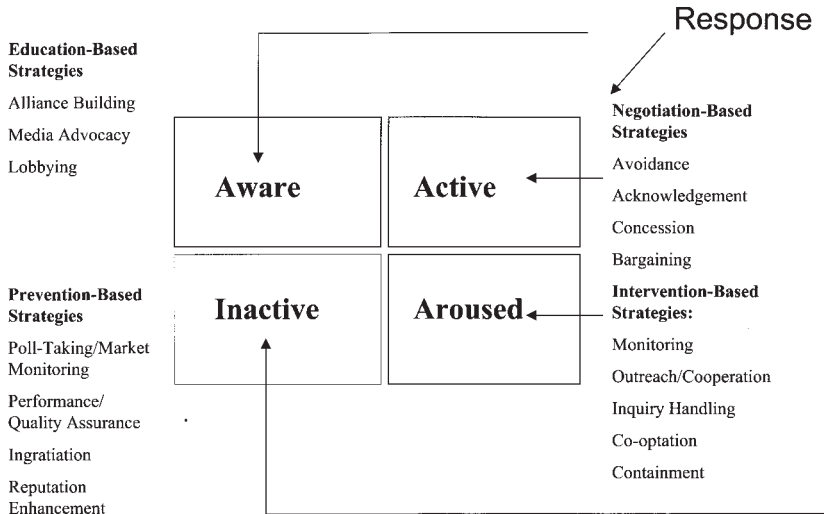 Response
Education-Based
Strategies
Alliance Building
Media Advocacy
Lobbying
Aware
Active
Negotiation-Based
Strategies
Avoidance
Acknowledgement
Concession
Bargaining
Prevention-Based
Strategies
Poll-Taking/Market
Monitoring
Performance/
Quality Assurance
Ingratiation
Reputation
Enhancement
Inactive
Aroused
Intervention-Based
Strategies:
Monitoring
Outreach/Cooperation
Inquiry Handling
Co-optation
Containment